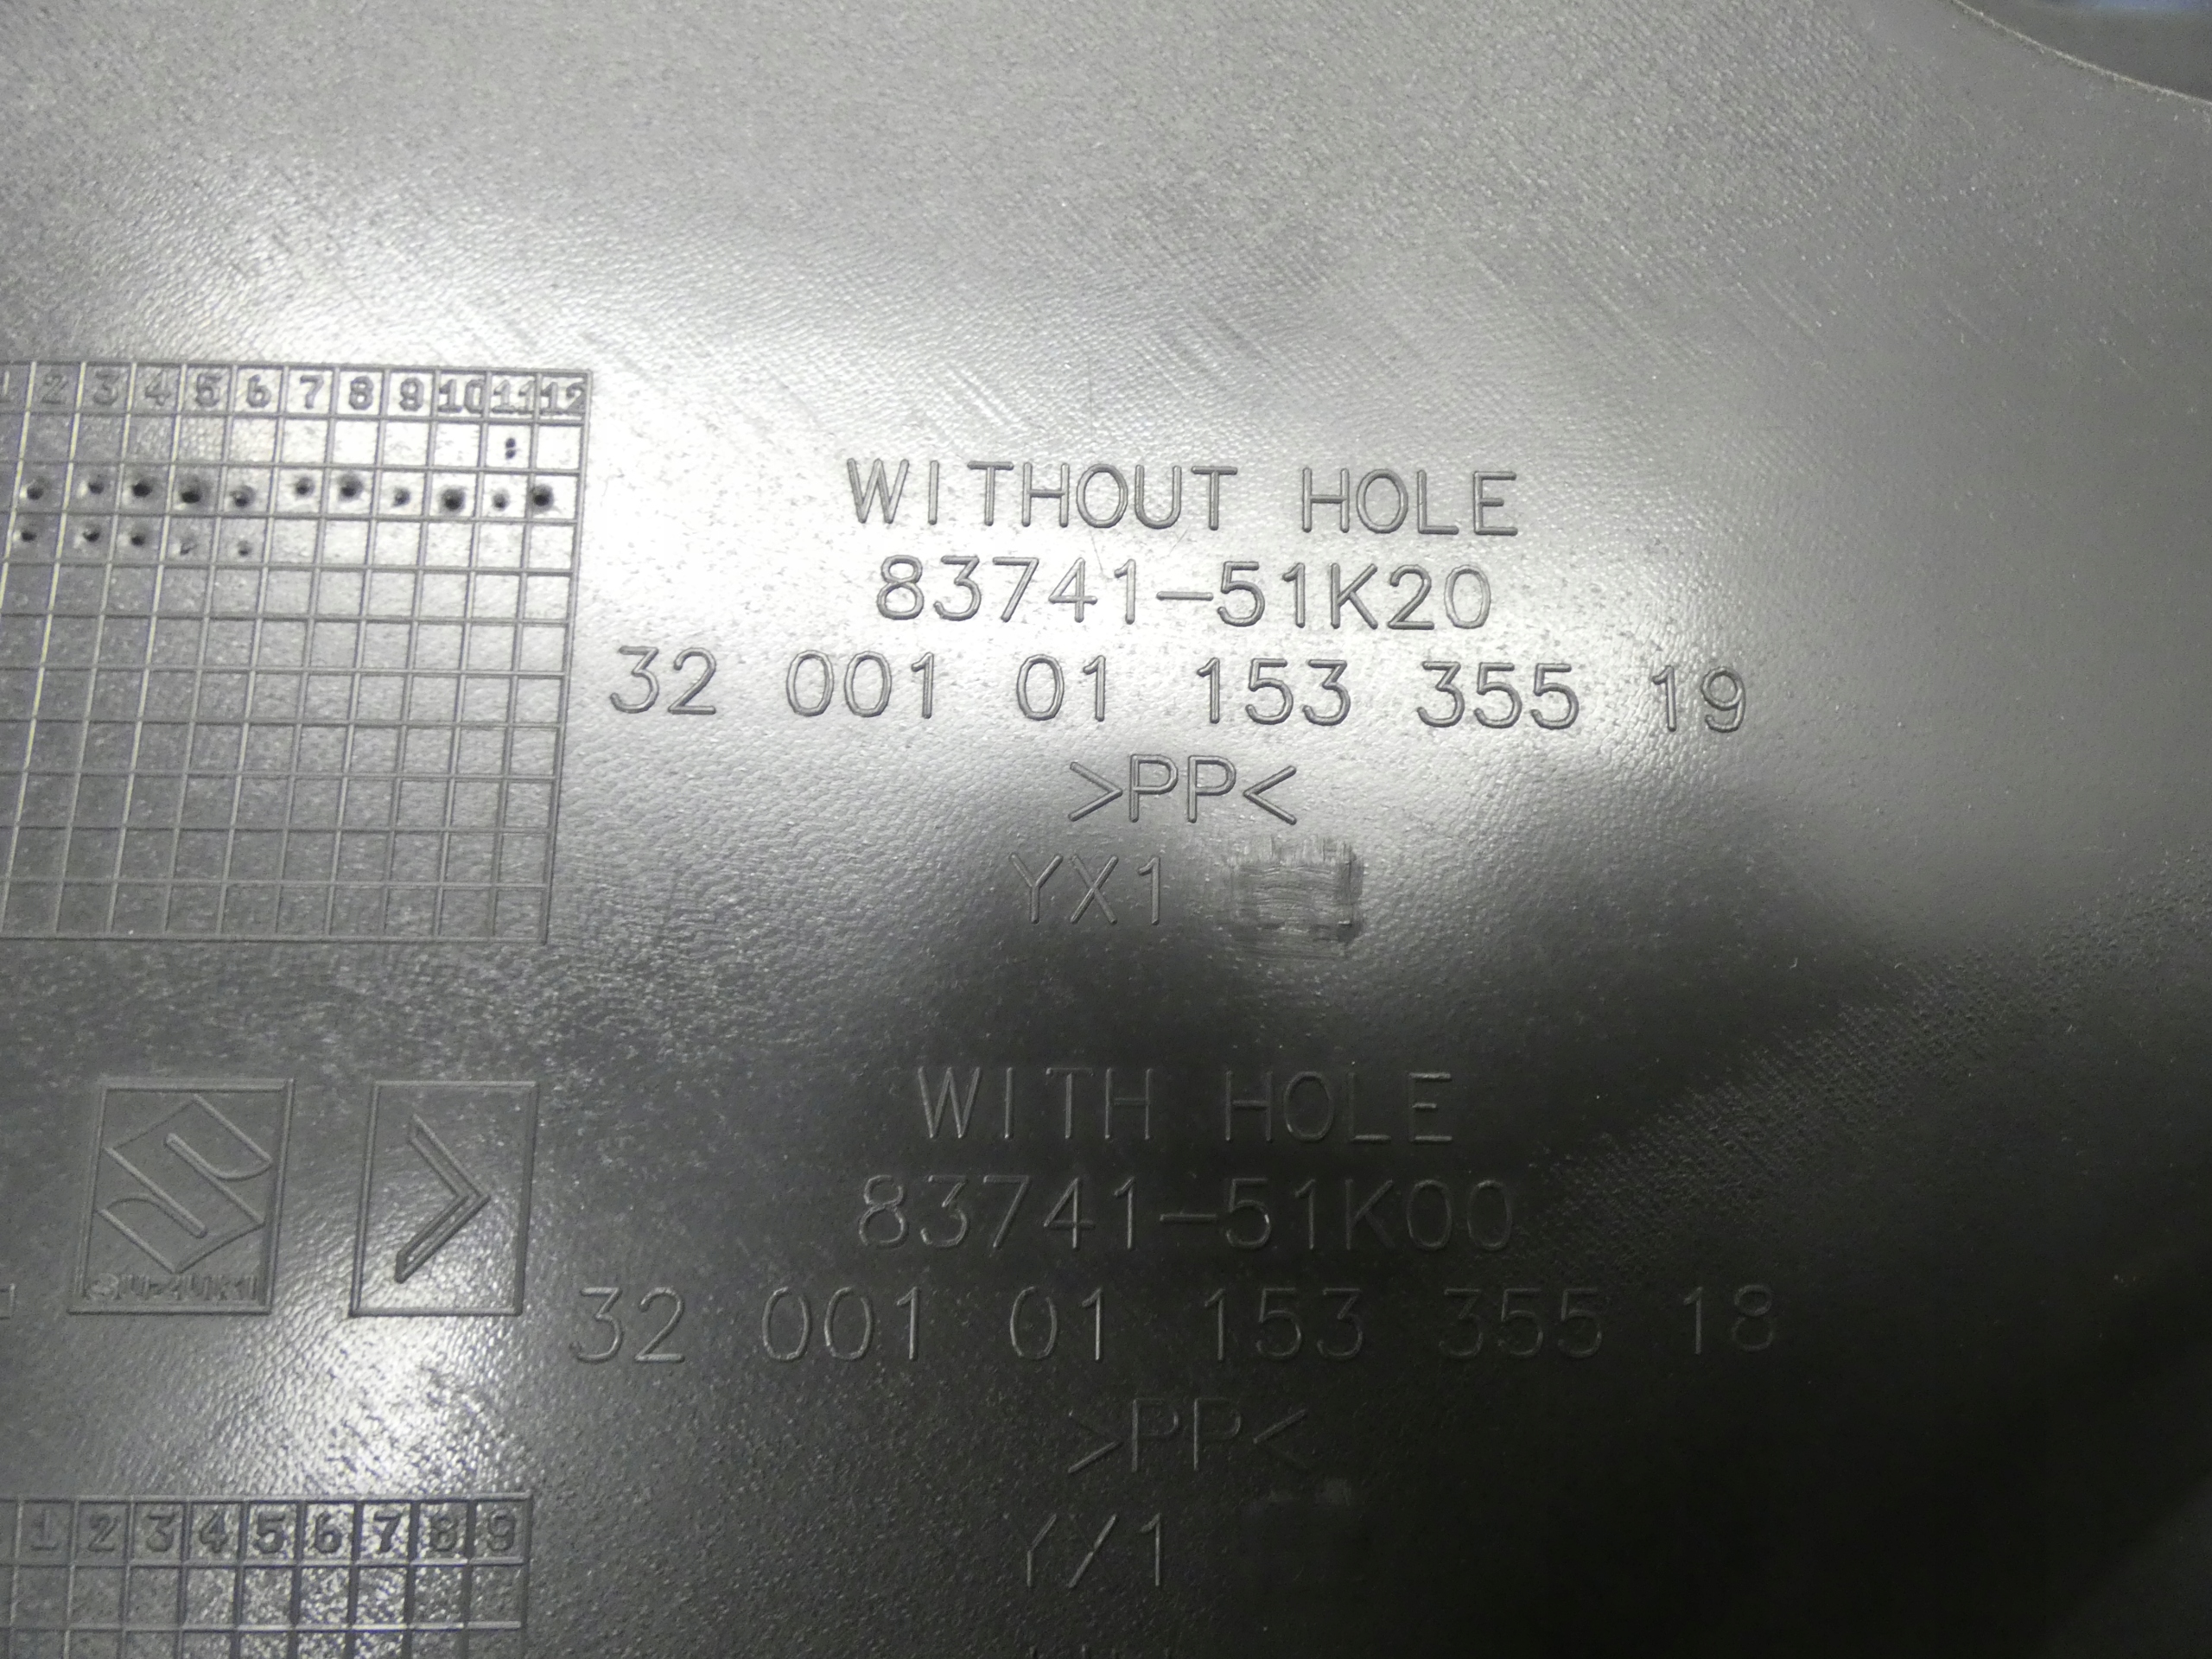 2 3 4 5 6 7 8 9 10 11 12
WITHOUT HOLE
83741-51K20
32 001 01 153 355 19
>PP<
YX1
WITH HOLE
83741-51K00
SUZUKI
32 001 01 153 355 18
>PP<
1 2 3 4 5 6 7 8 9